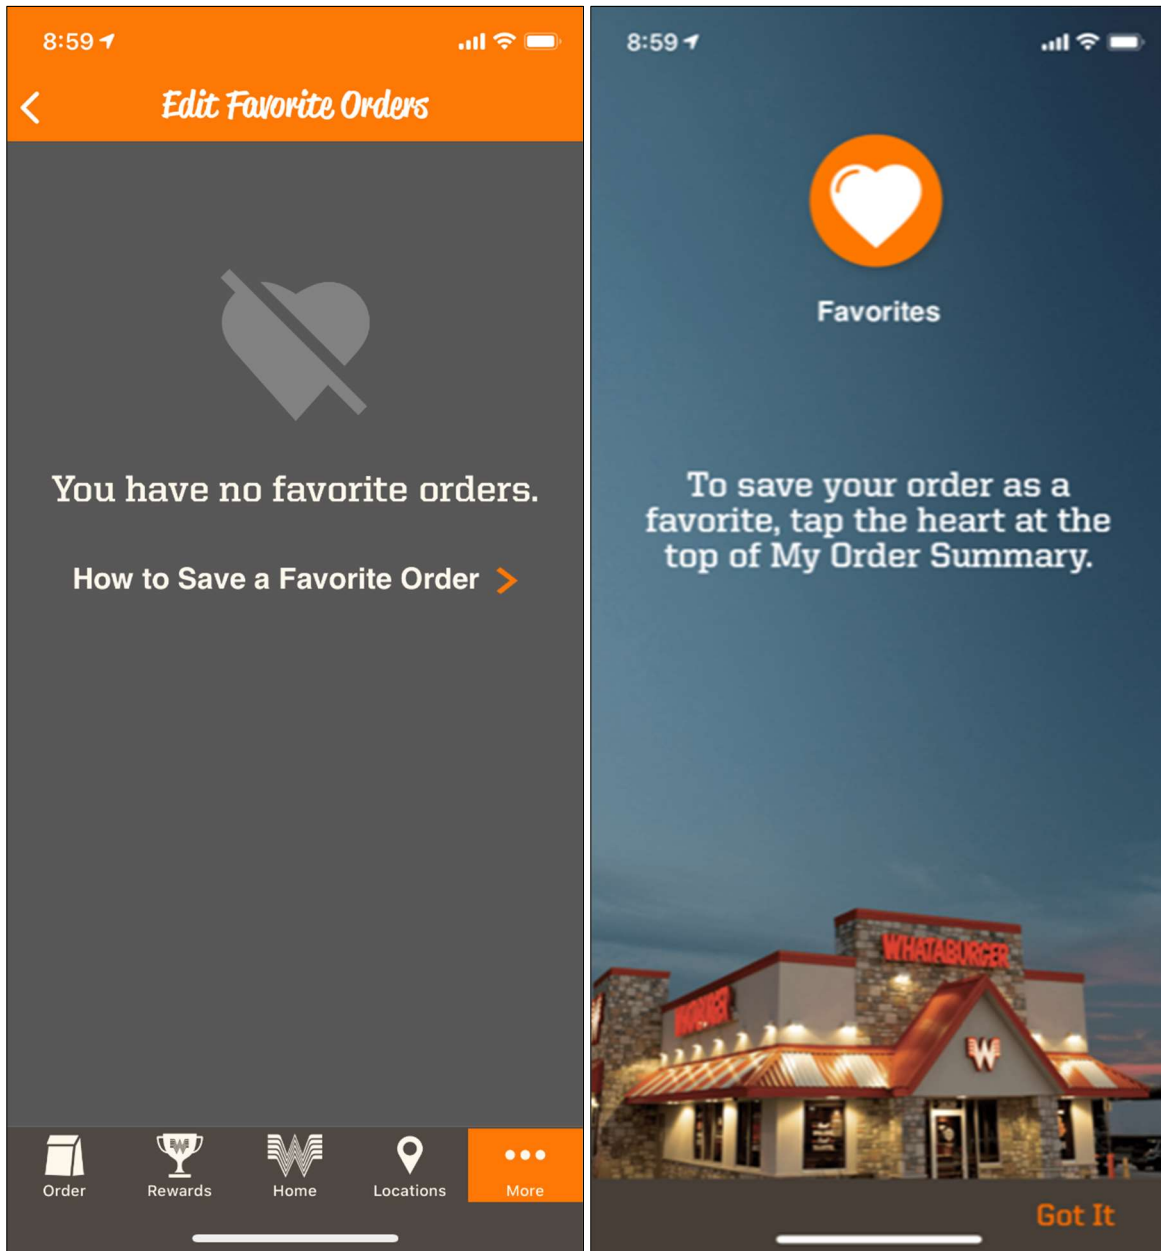 8:59
Edit Favorite Orders
You have no favorite orders.
How to Save a Favorite Order
Order
Rewards
Home
Locations
More
8:59
Favorites
To save your order as a
favorite, tap the heart at the
top of My Order Summary.
WHATABURGER
W
Got It